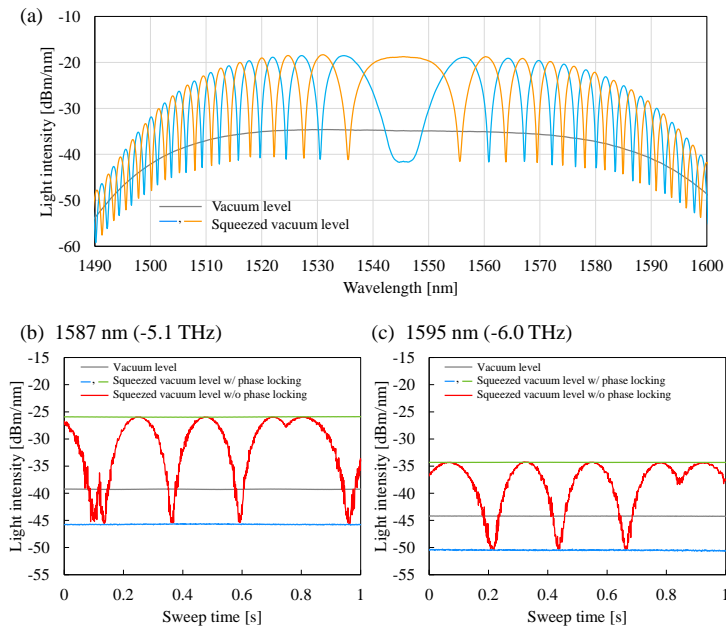 (a)
Light intensity [dBm/nm]
-10
-20
-30
-40
-50
-60
Vacuum level
Squeezed vacuum level
1490 1500 1510 1520 1530 1540 1550 1560 1570 1580 1590 1600
Wavelength [nm]
(b) 1587 nm (-5.1 THz)
Light intensity [dBm/nm]
-15
-20
-25
-30
-35
-40
-45
-50
-55
Vacuum level
Squeezed vacuum level w/ phase locking
Squeezed vacuum level w/o phase locking
0 0.2 0.4 0.6 0.8 1
Sweep time [s]
(c) 1595 nm (-6.0 THz)
Light intensity [dBm/nm]
-15
-20
-25
-30
-35
-40
-45
-50
-55
Vacuum level
Squeezed vacuum level w/ phase locking
Squeezed vacuum level w/o phase locking
0 0.2 0.4 0.6 0.8 1
Sweep time [s]